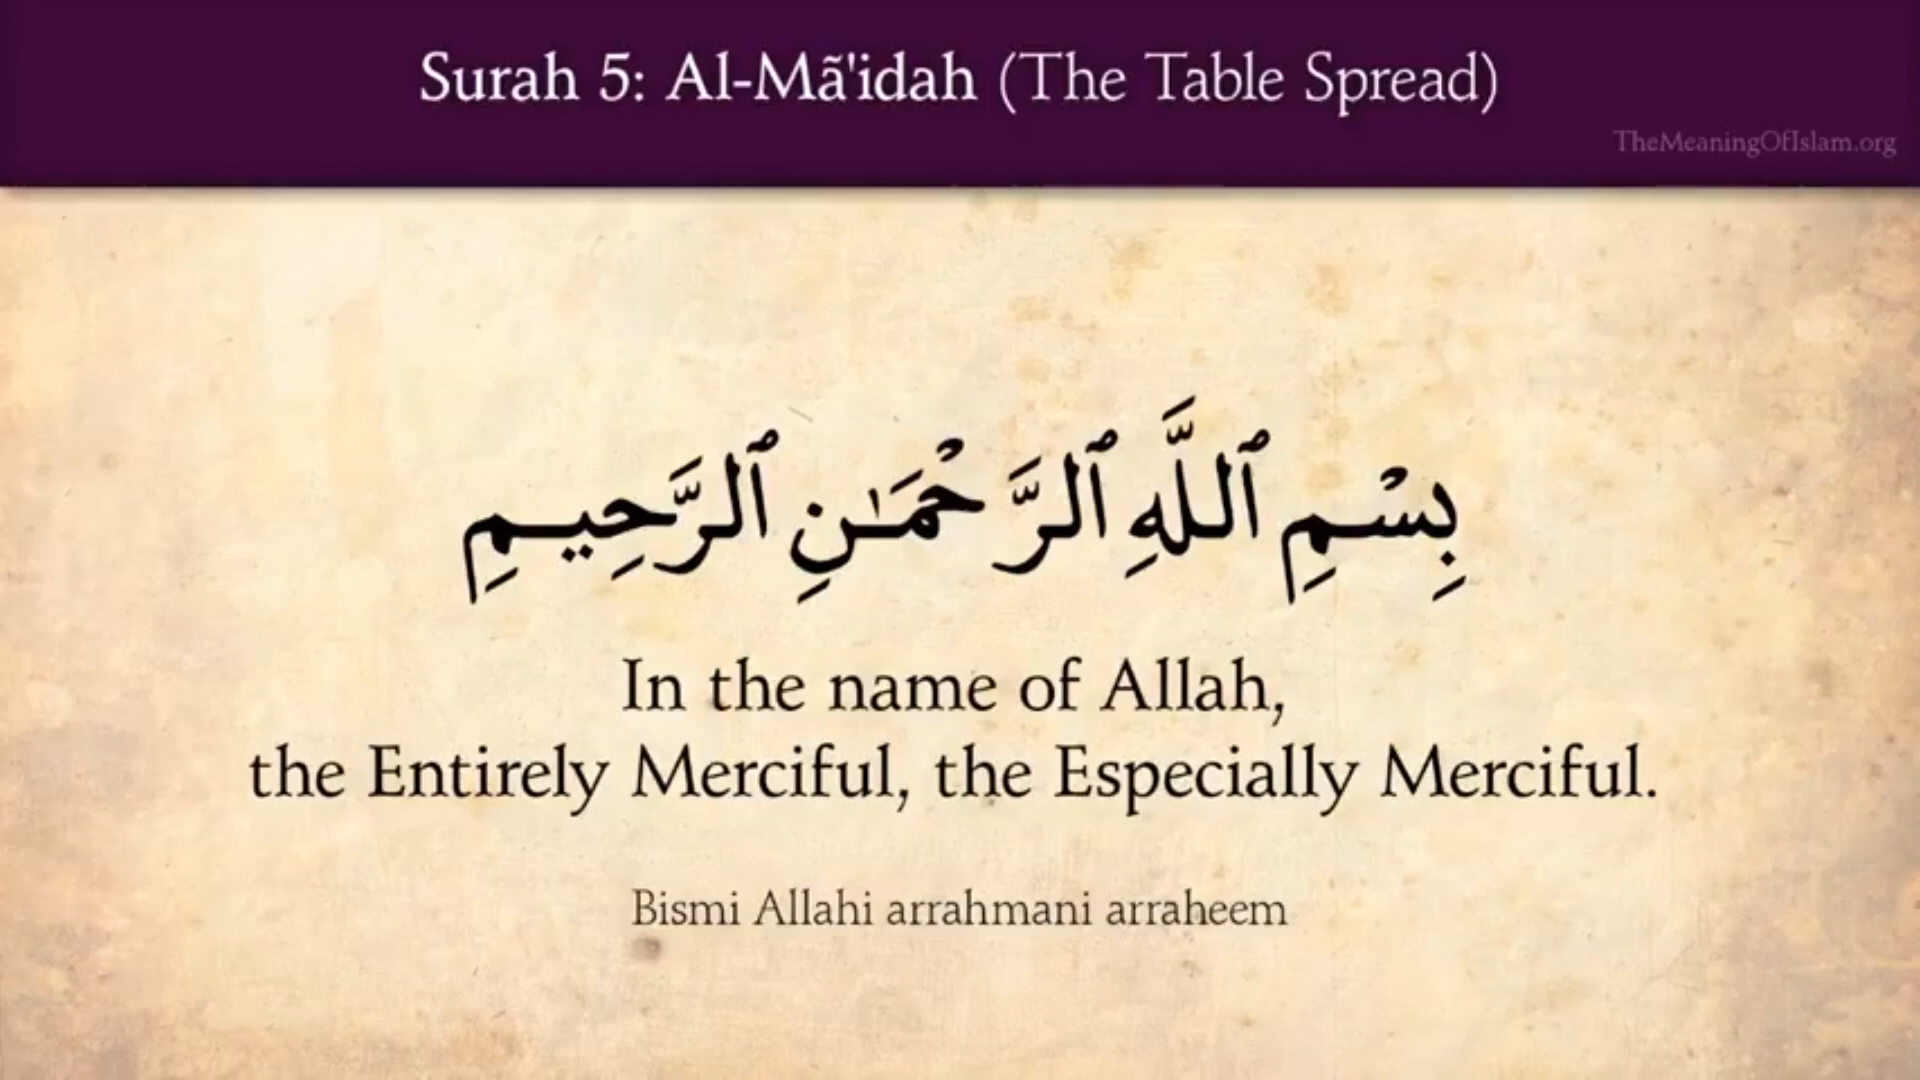 Surah 5: Al-Mã'idah (The Table Spread)
TheMeaningOfIslam.org
بِسْمِ ٱللَّهِ ٱلرَّحْمَـٰنِ ٱلرَّحِيمِ
In the name of Allah,
the Entirely Merciful, the Especially Merciful.
Bismi Allahi arrahmani arraheem